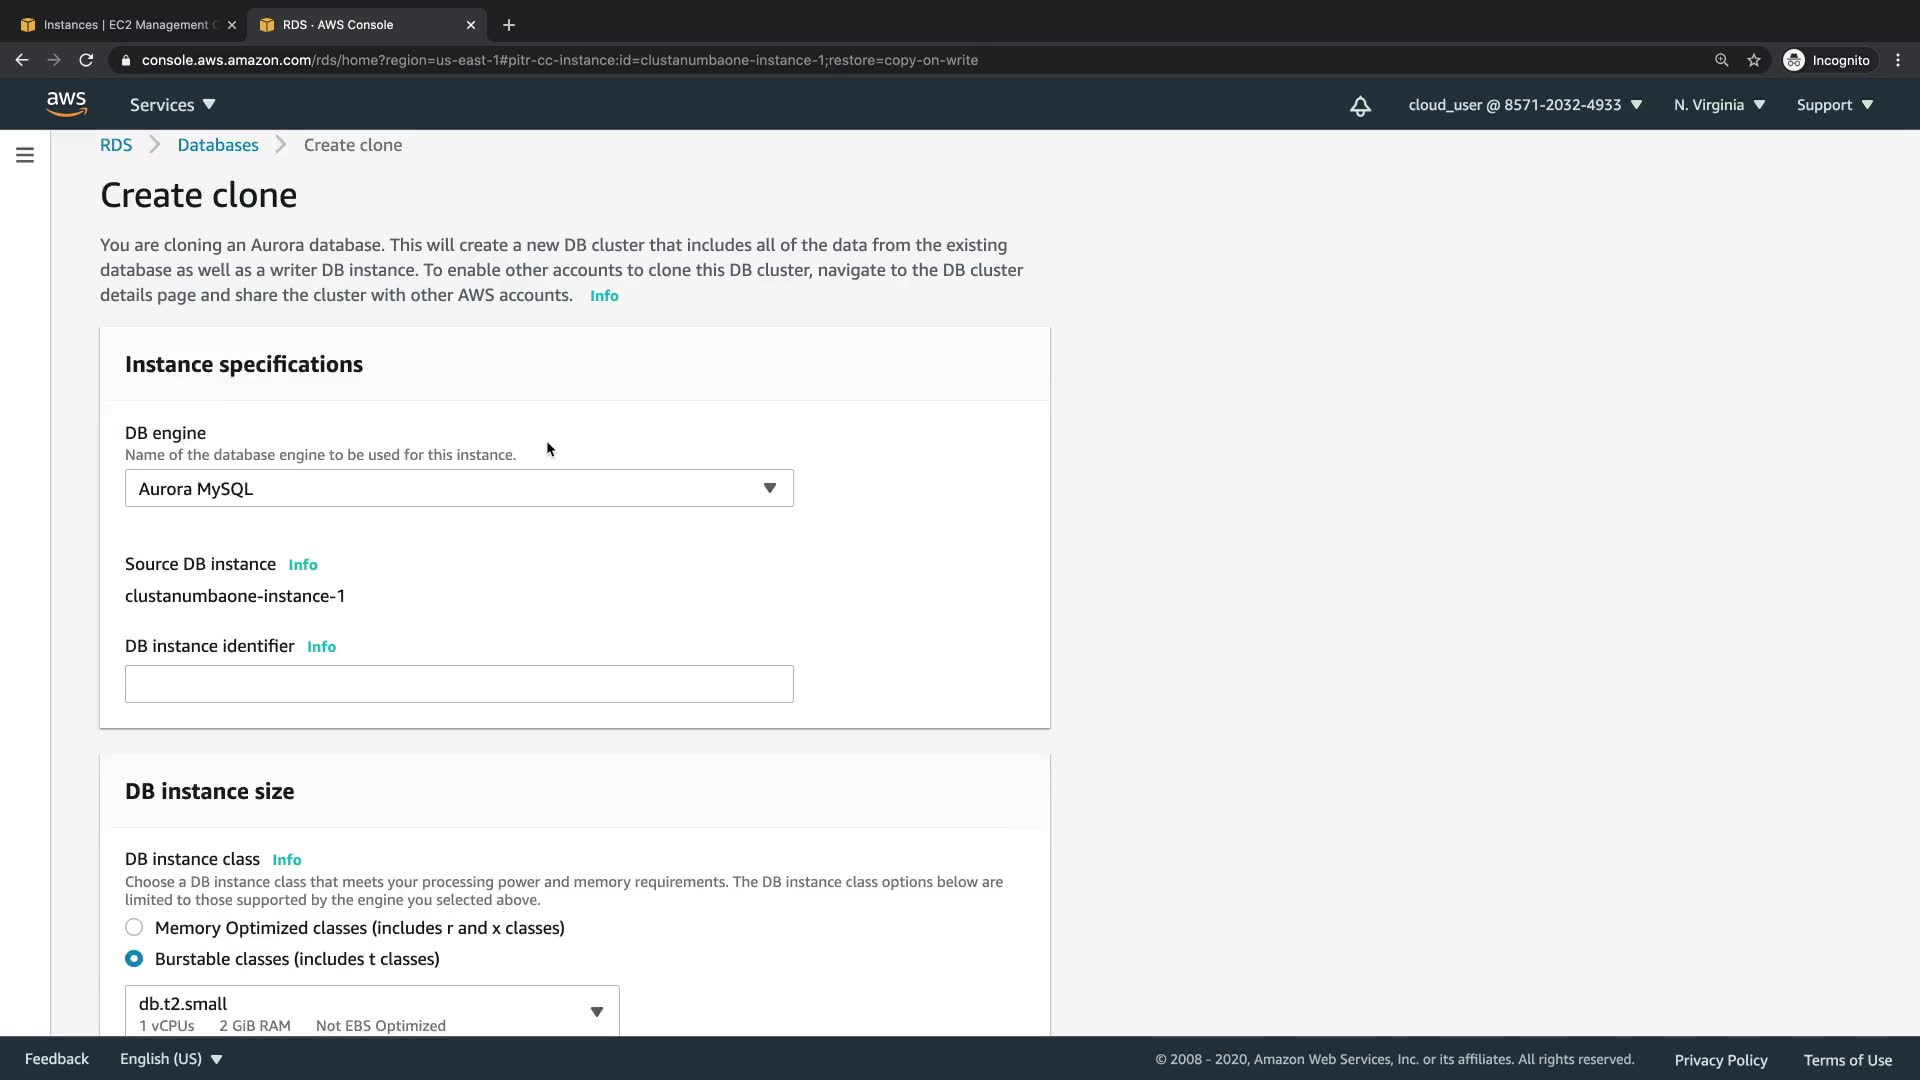 Instances | EC2 Management C
RDS · AWS Console
console.aws.amazon.com/rds/home?region=us-east-1#pitr-cc-instance:id=clustanumbaone-instance-1;restore=copy-on-write
Incognito
aws
Services
cloud_user @ 8571-2032-4933
N. Virginia
Support
RDS
Databases
Create clone
Create clone
You are cloning an Aurora database. This will create a new DB cluster that includes all of the data from the existing
database as well as a writer DB instance. To enable other accounts to clone this DB cluster, navigate to the DB cluster
details page and share the cluster with other AWS accounts. Info
Instance specifications
DB engine
Name of the database engine to be used for this instance.
Aurora MySQL
Source DB instance Info
clustanumbaone-instance-1
DB instance identifier Info
DB instance size
DB instance class Info
Choose a DB instance class that meets your processing power and memory requirements. The DB instance class options below are
limited to those supported by the engine you selected above.
Memory Optimized classes (includes r and x classes)
Burstable classes (includes t classes)
db.t2.small
1 vCPUs 2 GiB RAM Not EBS Optimized
Feedback
English (US)
© 2008 - 2020, Amazon Web Services, Inc. or its affiliates. All rights reserved.
Privacy Policy
Terms of Use